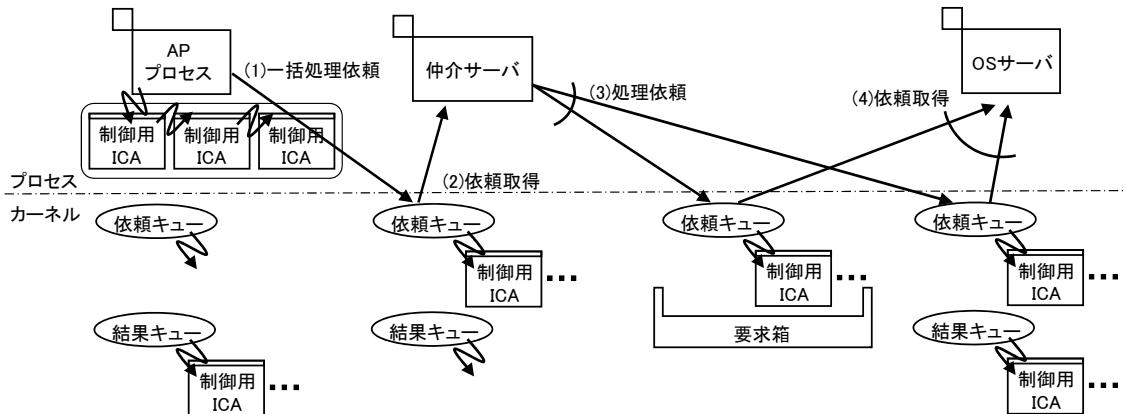 AP
プロセス
(1)一括処理依頼
仲介サーバ
(3)処理依頼
OSサーバ
(4)依頼取得
制御用
ICA
制御用
ICA
制御用
ICA
(2)依頼取得
プロセス
カーネル
依頼キュー
依頼キュー
依頼キュー
依頼キュー
制御用
ICA
…
制御用
ICA
…
制御用
ICA
…
要求箱
結果キュー
結果キュー
結果キュー
制御用
ICA
…
制御用
ICA
…